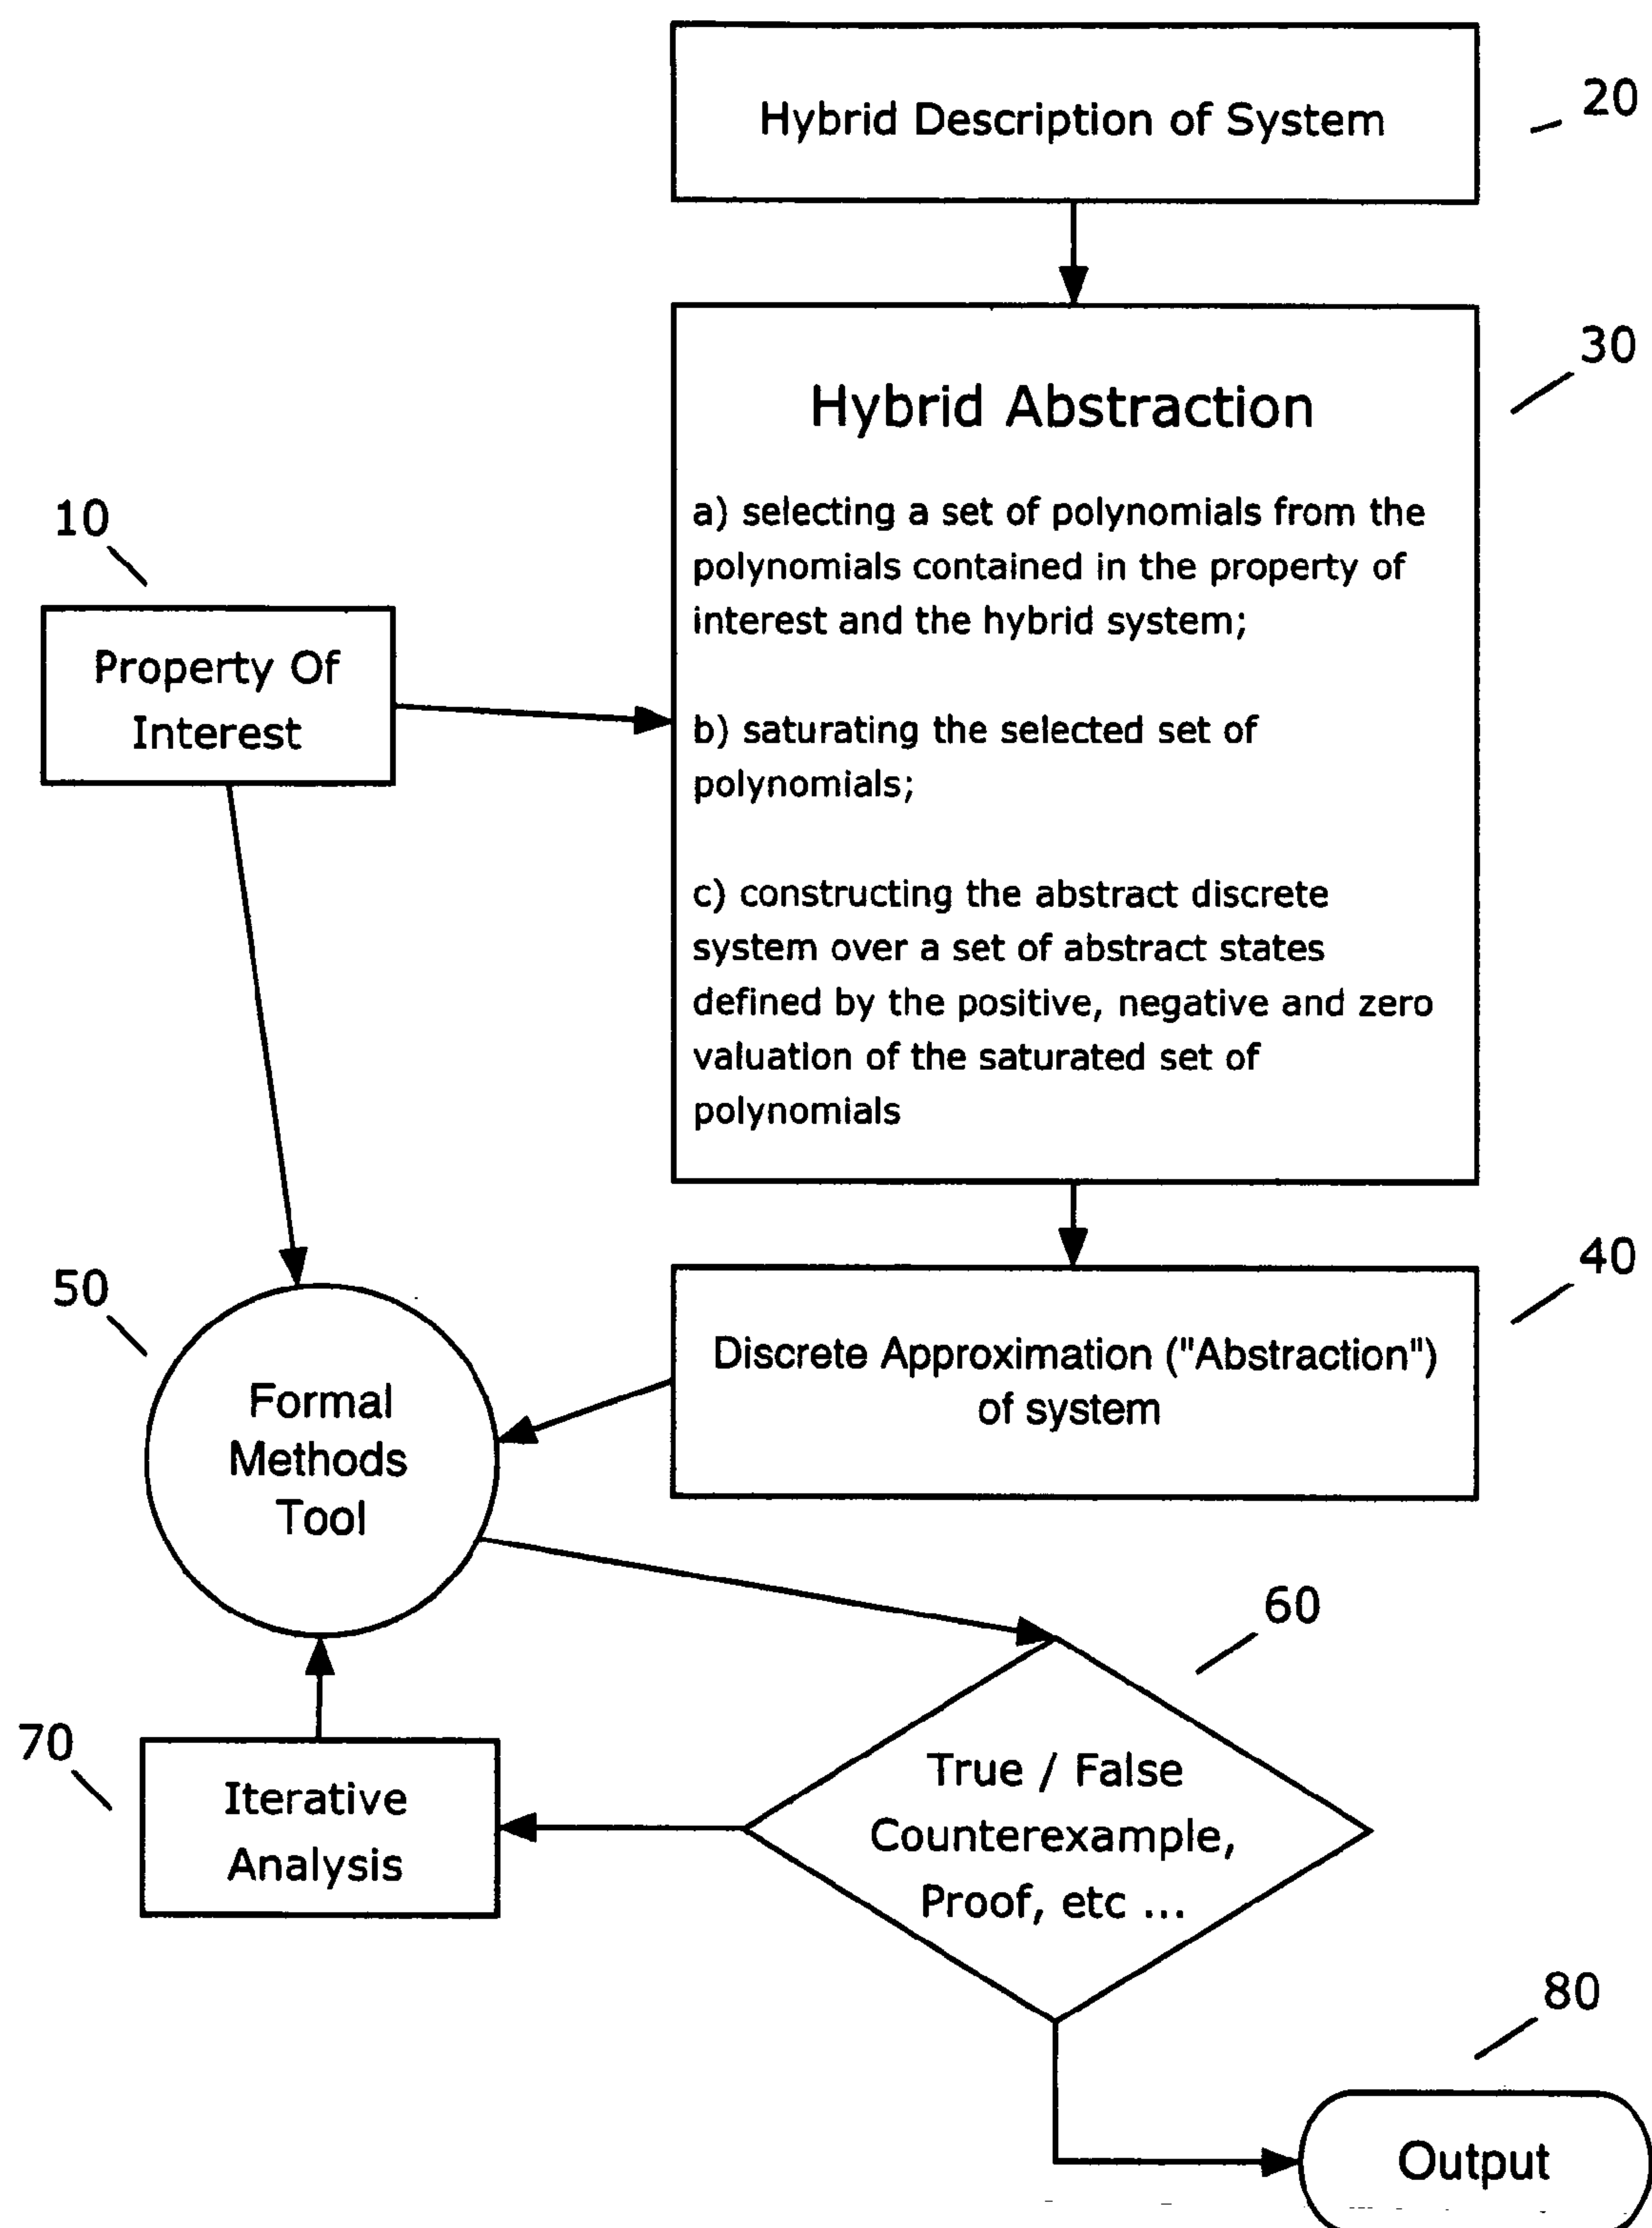 Hybrid Description of System
20
Hybrid Abstraction
30
a) selecting a set of polynomials from the
polynomials contained in the property of
interest and the hybrid system;
b) saturating the selected set of
polynomials;
c) constructing the abstract discrete
system over a set of abstract states
defined by the positive, negative and zero
valuation of the saturated set of
polynomials
10
Property Of
Interest
40
Discrete Approximation ("Abstraction")
of system
50
Formal
Methods
Tool
60
True / False
Counterexample,
Proof, etc ...
70
Iterative
Analysis
80
Output